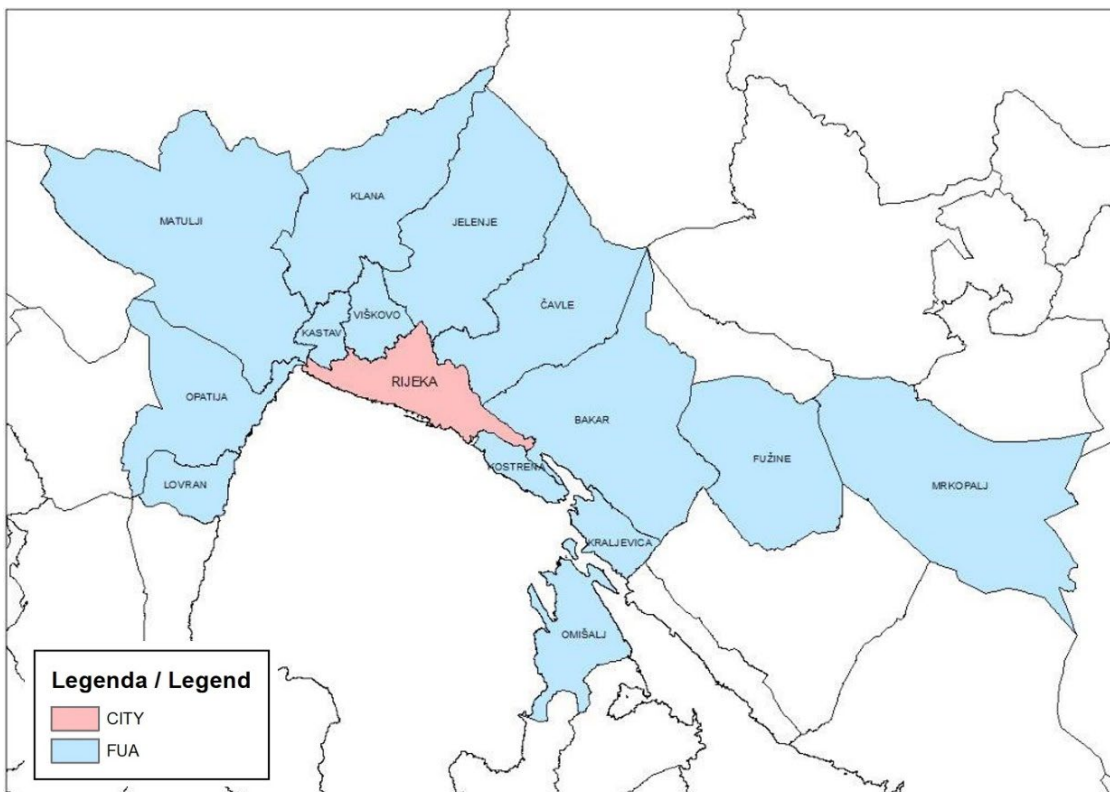 KLANA
MATULJI
JELENJE
ČAVLE
VIŠKOVO
KASTAV
RIJEKA
OPATIJA
BAKAR
FUŽINE
KOSTRENA
LOVRAN
MRKOPALJ
KRALJEVICA
OMIŠALJ
Legenda / Legend
CITY
FUA